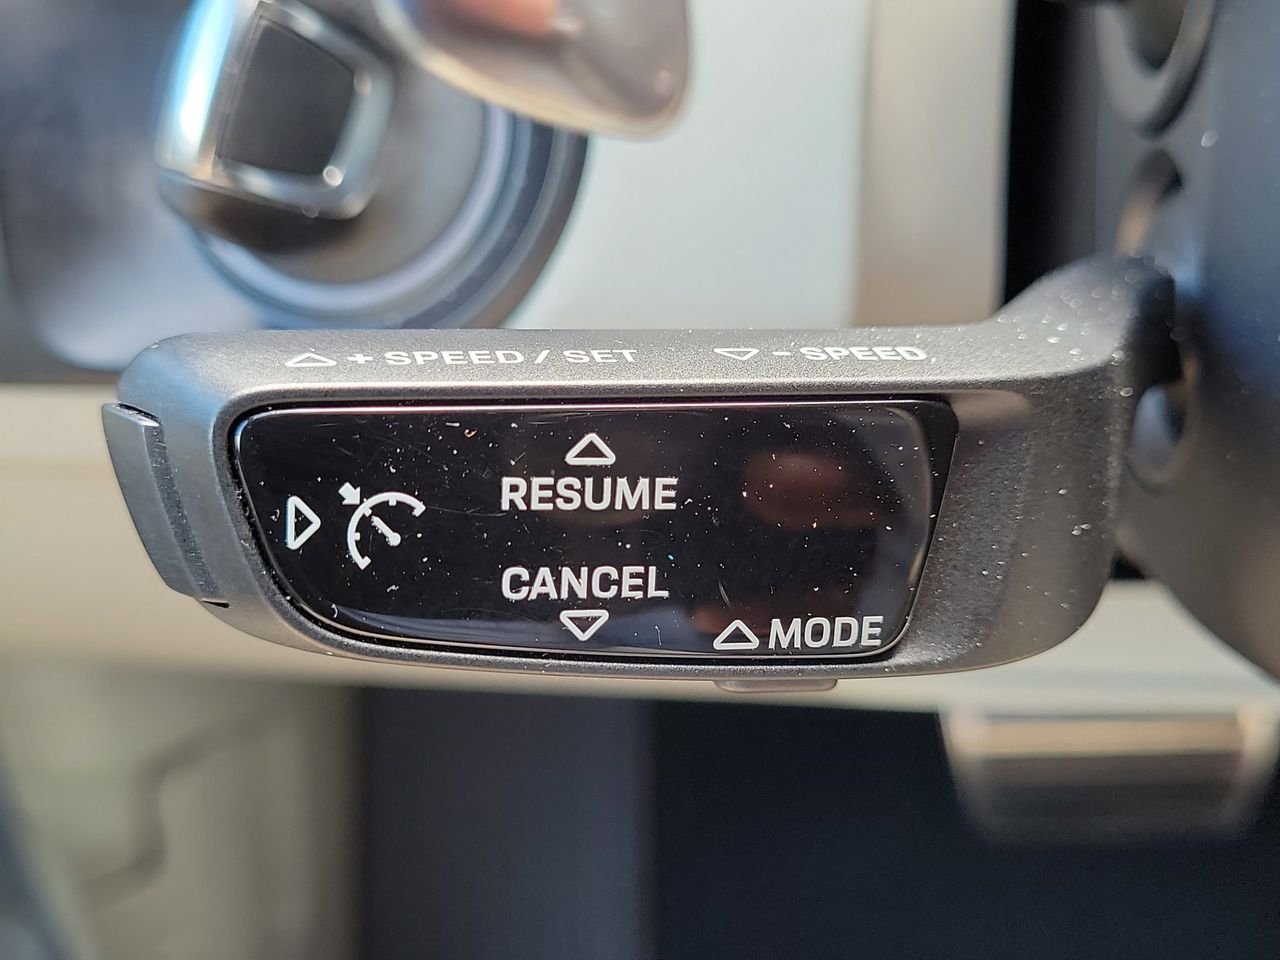 + SPEED / SET - SPEED
RESUME
CANCEL
MODE